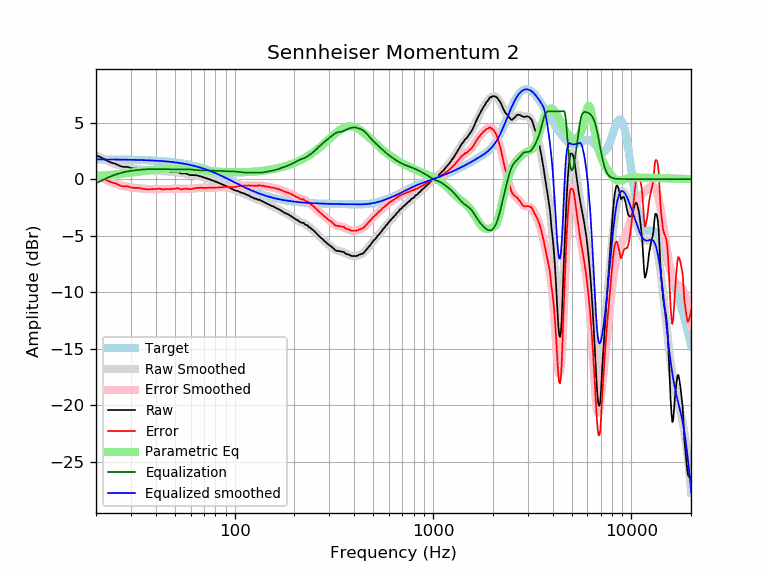 Sennheiser Momentum 2
Amplitude (dBr)
5
0
−5
−10
−15
−20
−25
Target
Raw Smoothed
Error Smoothed
Raw
Error
Parametric Eq
Equalization
Equalized smoothed
100
1000
10000
Frequency (Hz)